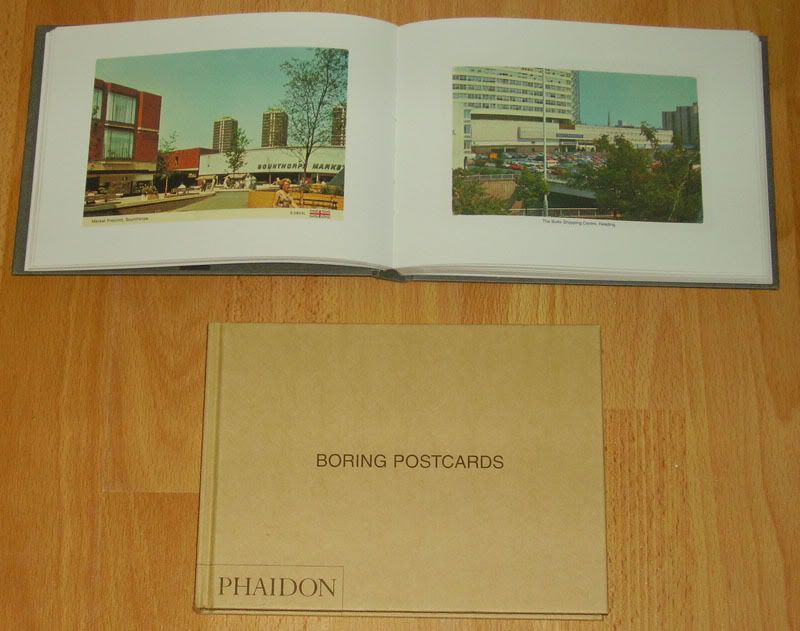 SCUNTHORPE MARKET
Market Precinct, Scunthorpe
The Butts Shopping Centre, Reading.
BORING POSTCARDS
PHAIDON